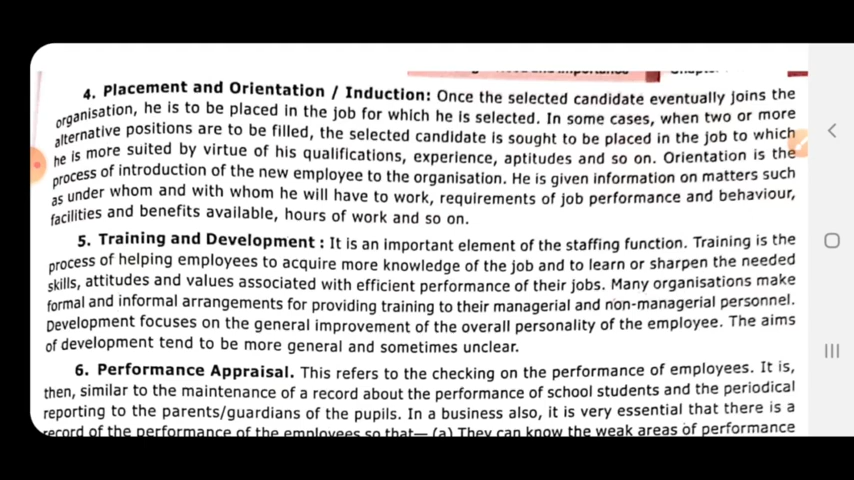 4. Placement and Orientation / Induction: Once the selected candidate eventually joins the
organisation, he is to be placed in the job for which he is selected. In some cases, when two or more
alternative positions are to be filled, the selected candidate is sought to be placed in the job to which
he is more suited by virtue of his qualifications, experience, aptitudes and so on. Orientation is the
process of introduction of the new employee to the organisation. He is given information on matters such
as under whom and with whom he will have to work, requirements of job performance and behaviour,
facilities and benefits available, hours of work and so on.
5. Training and Development : It is an important element of the staffing function. Training is the
process of helping employees to acquire more knowledge of the job and to learn or sharpen the needed
skills, attitudes and values associated with efficient performance of their jobs. Many organisations make
formal and informal arrangements for providing training to their managerial and non-managerial personnel.
Development focuses on the general improvement of the overall personality of the employee. The aims
of development tend to be more general and sometimes unclear.
6. Performance Appraisal. This refers to the checking on the performance of employees. It is,
then, similar to the maintenance of a record about the performance of school students and the periodical
reporting to the parents/guardians of the pupils. In a business also, it is very essential that there is a
record of the performance of the employees so that— (a) They can know the weak areas of performance